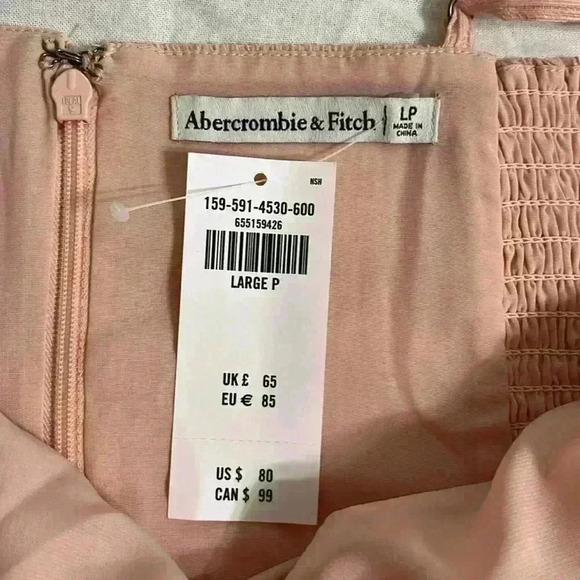 Abercrombie & Fitch
LP
MADE IN
CHINA
NSH
159-591-4530-600
655159426
LARGE P
UK £ 65
EU € 85
US $ 80
CAN $ 99